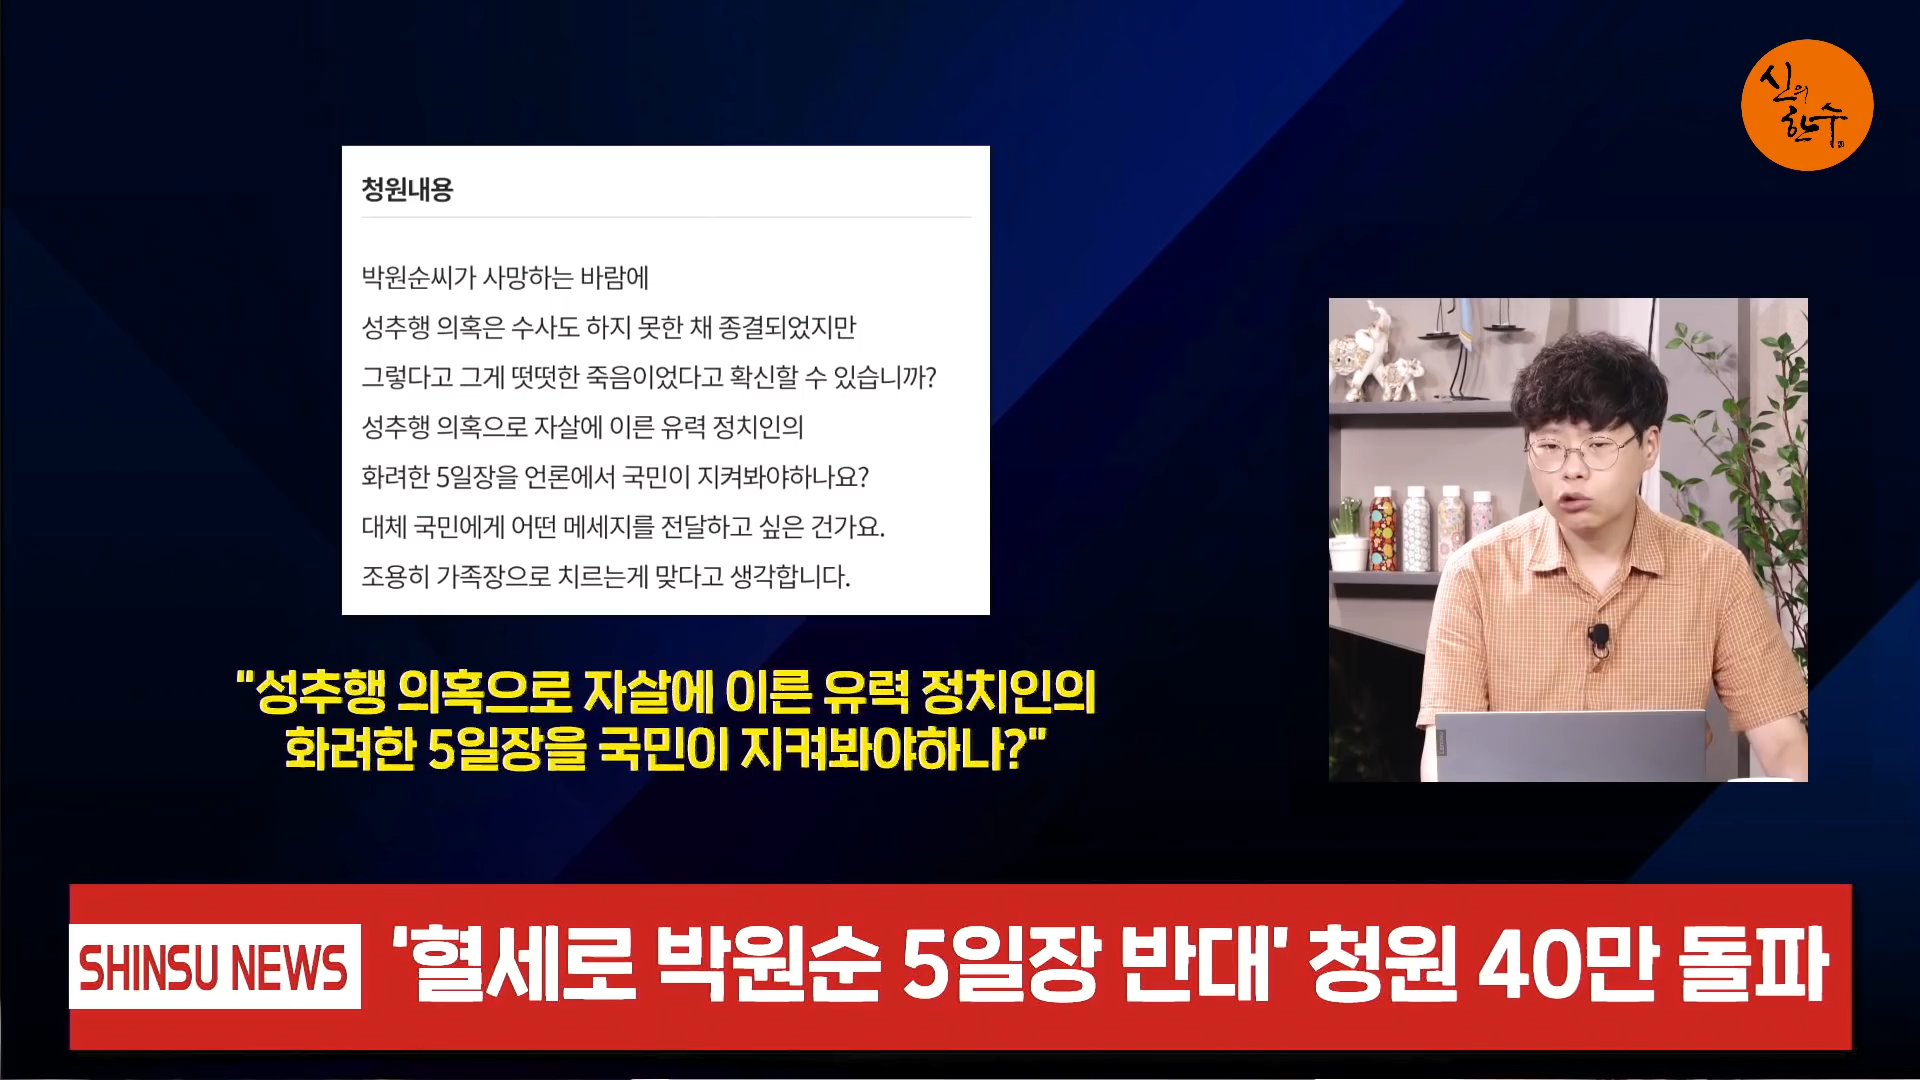 신의
한수
청원내용
박원순씨가 사망하는 바람에
성추행 의혹은 수사도 하지 못한 채 종결되었지만
그렇다고 그게 떳떳한 죽음이었다고 확신할 수 있습니까?
성추행 의혹으로 자살에 이른 유력 정치인의
화려한 5일장을 언론에서 국민이 지켜봐야하나요?
대체 국민에게 어떤 메세지를 전달하고 싶은 건가요.
조용히 가족장으로 치르는게 맞다고 생각합니다.
"성추행 의혹으로 자살에 이른 유력 정치인의
화려한 5일장을 국민이 지켜봐야하나?"
SHINSU NEWS
'혈세로 박원순 5일장 반대' 청원 40만 돌파